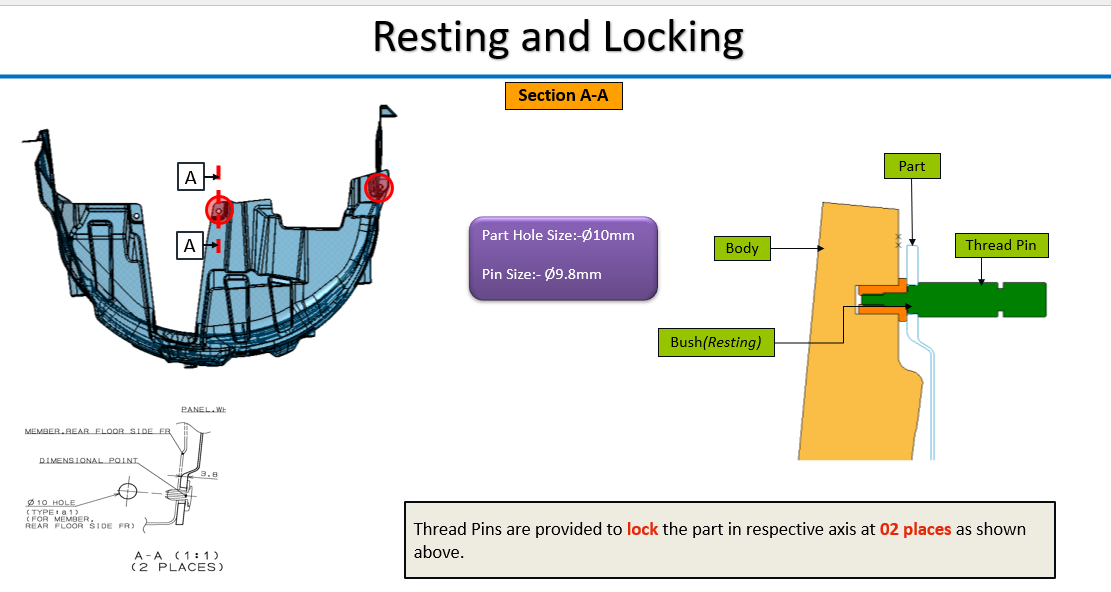 Resting and Locking
Section A-A
A
A
Part Hole Size:-Ø10mm
Pin Size:- Ø9.8mm
Part
Body
Thread Pin
Bush(Resting)
PANEL,WH
MEMBER,REAR FLOOR SIDE FR
DIMENSIONAL POINT
3.8
Ø10 HOLE
(TYPE:a1)
(FOR MEMBER,
REAR FLOOR SIDE FR)
A-A (1:1)
(2 PLACES)
Thread Pins are provided to lock the part in respective axis at 02 places as shown
above.